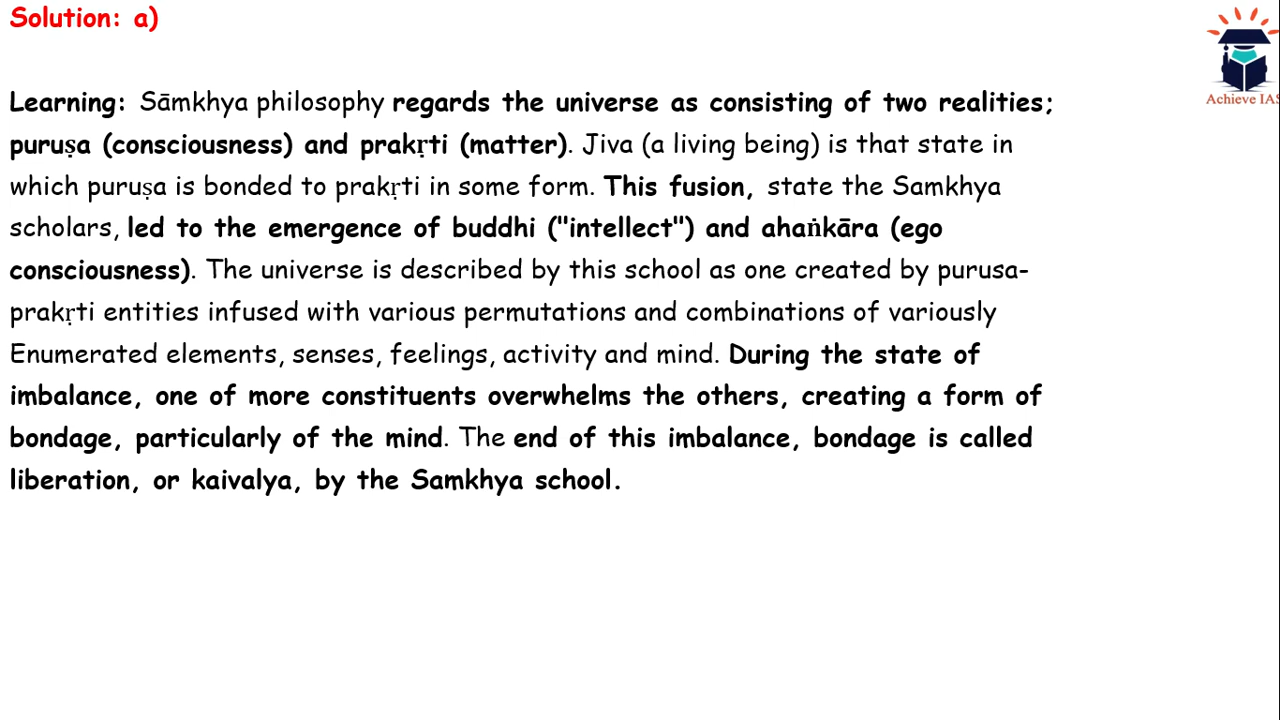 Solution: a)
Achieve IAS
Learning: Sāmkhya philosophy regards the universe as consisting of two realities;
puruṣa (consciousness) and prakṛti (matter). Jiva (a living being) is that state in
which puruṣa is bonded to prakṛti in some form. This fusion, state the Samkhya
scholars, led to the emergence of buddhi ("intellect") and ahaṅkāra (ego
consciousness). The universe is described by this school as one created by purusa-
prakṛti entities infused with various permutations and combinations of variously
Enumerated elements, senses, feelings, activity and mind. During the state of
imbalance, one of more constituents overwhelms the others, creating a form of
bondage, particularly of the mind. The end of this imbalance, bondage is called
liberation, or kaivalya, by the Samkhya school.